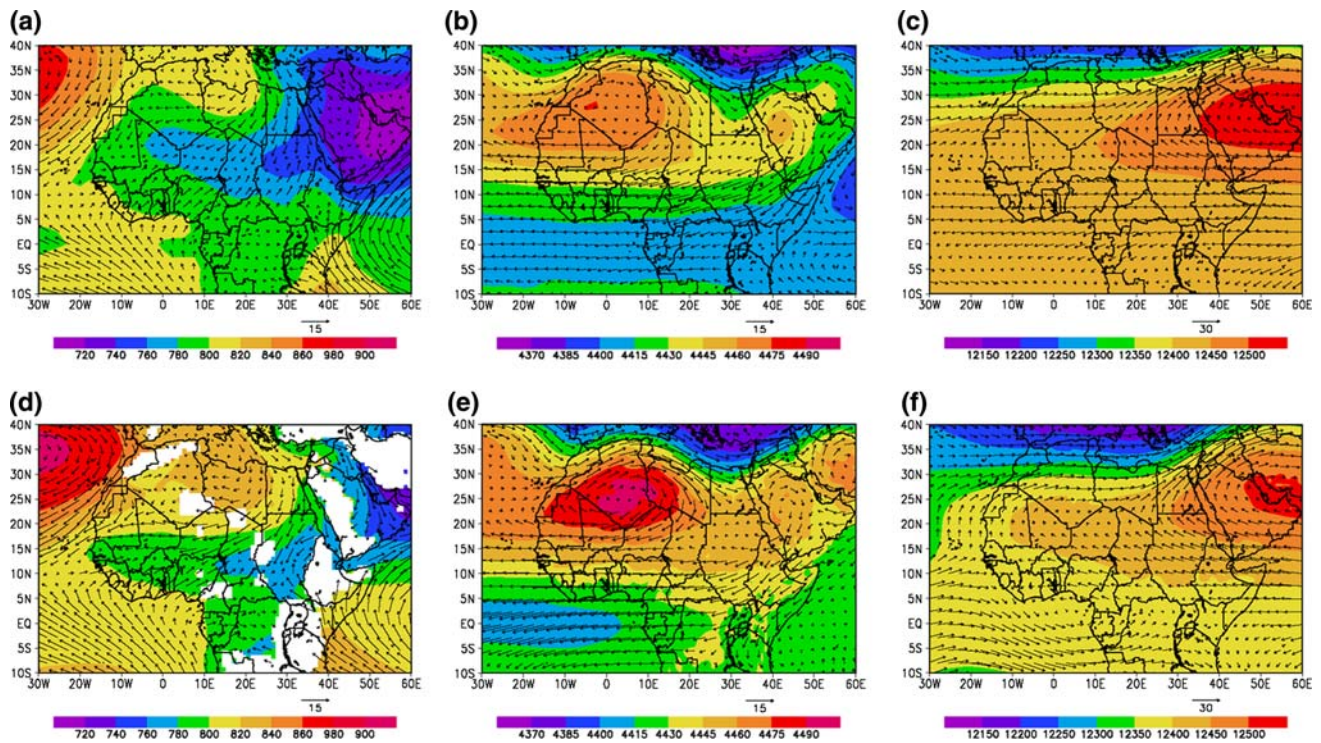 (a)
40N
35N
30N
25N
20N
15N
10N
5N
EQ
5S
10S
30W 20W 10W 0 10E 20E 30E 40E 50E 60E
15
720 740 760 780 800 820 840 860 980 900
(b)
40N
35N
30N
25N
20N
15N
10N
5N
EQ
5S
10S
30W 20W 10W 0 10E 20E 30E 40E 50E 60E
15
4370 4385 4400 4415 4430 4445 4460 4475 4490
(c)
40N
35N
30N
25N
20N
15N
10N
5N
EQ
5S
10S
30W 20W 10W 0 10E 20E 30E 40E 50E 60E
30
12150 12200 12250 12300 12350 12400 12450 12500
(d)
40N
35N
30N
25N
20N
15N
10N
5N
EQ
5S
10S
30W 20W 10W 0 10E 20E 30E 40E 50E 60E
15
720 740 760 780 800 840 860 980 900
(e)
40N
35N
30N
25N
20N
15N
10N
5N
EQ
5S
10S
30W 20W 10W 0 10E 20E 30E 40E 50E 60E
15
4370 4385 4400 4415 4430 4445 4460 4475 4490
(f)
40N
35N
30N
25N
20N
15N
10N
5N
EQ
5S
10S
30W 20W 10W 0 10E 20E 30E 40E 50E 60E
30
12150 12200 12250 12300 12350 12400 12450 12500